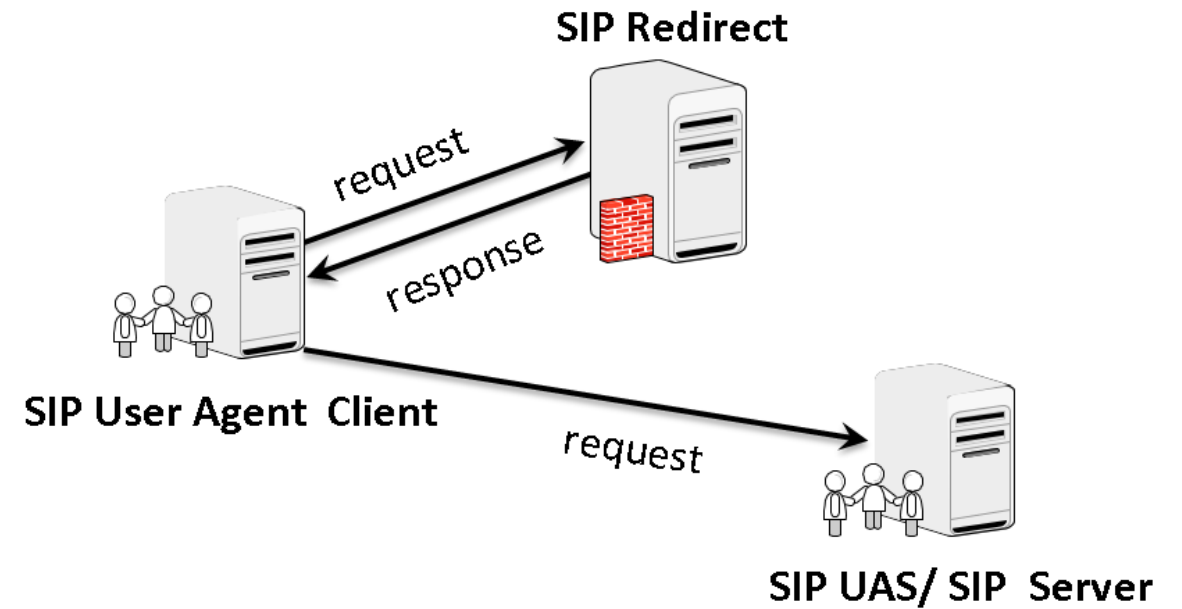 SIP Redirect
request
response
SIP User Agent Client
request
SIP UAS/ SIP Server